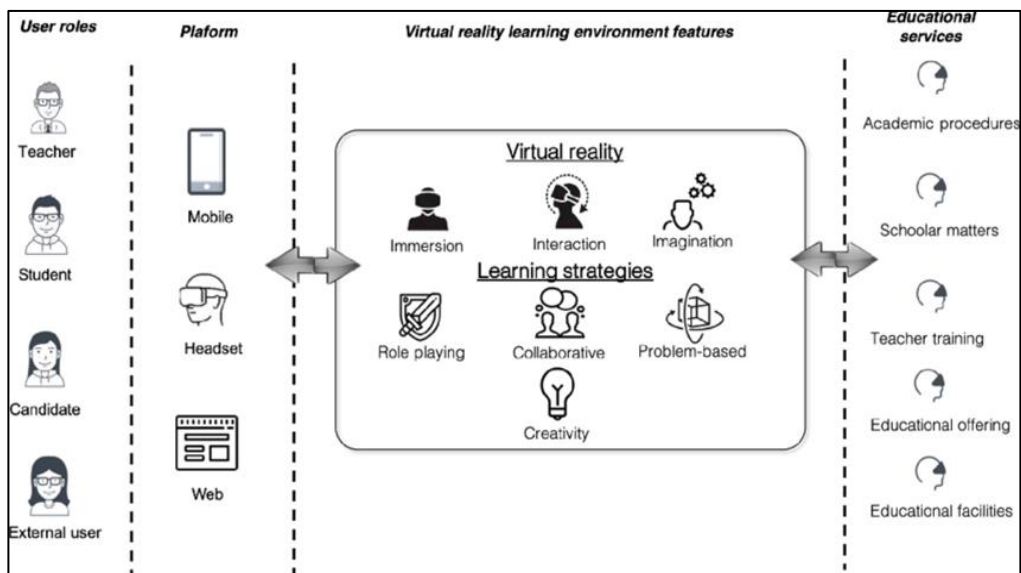 User roles
Plaform
Virtual reality learning environment features
Educational
services
Teacher
Student
Candidate
External user
Mobile
Headset
Web
Virtual reality
Immersion
Interaction
Imagination
Learning strategies
Role playing
Collaborative
Problem-based
Creativity
Academic procedures
Schoolar matters
Teacher training
Educational offering
Educational facilities